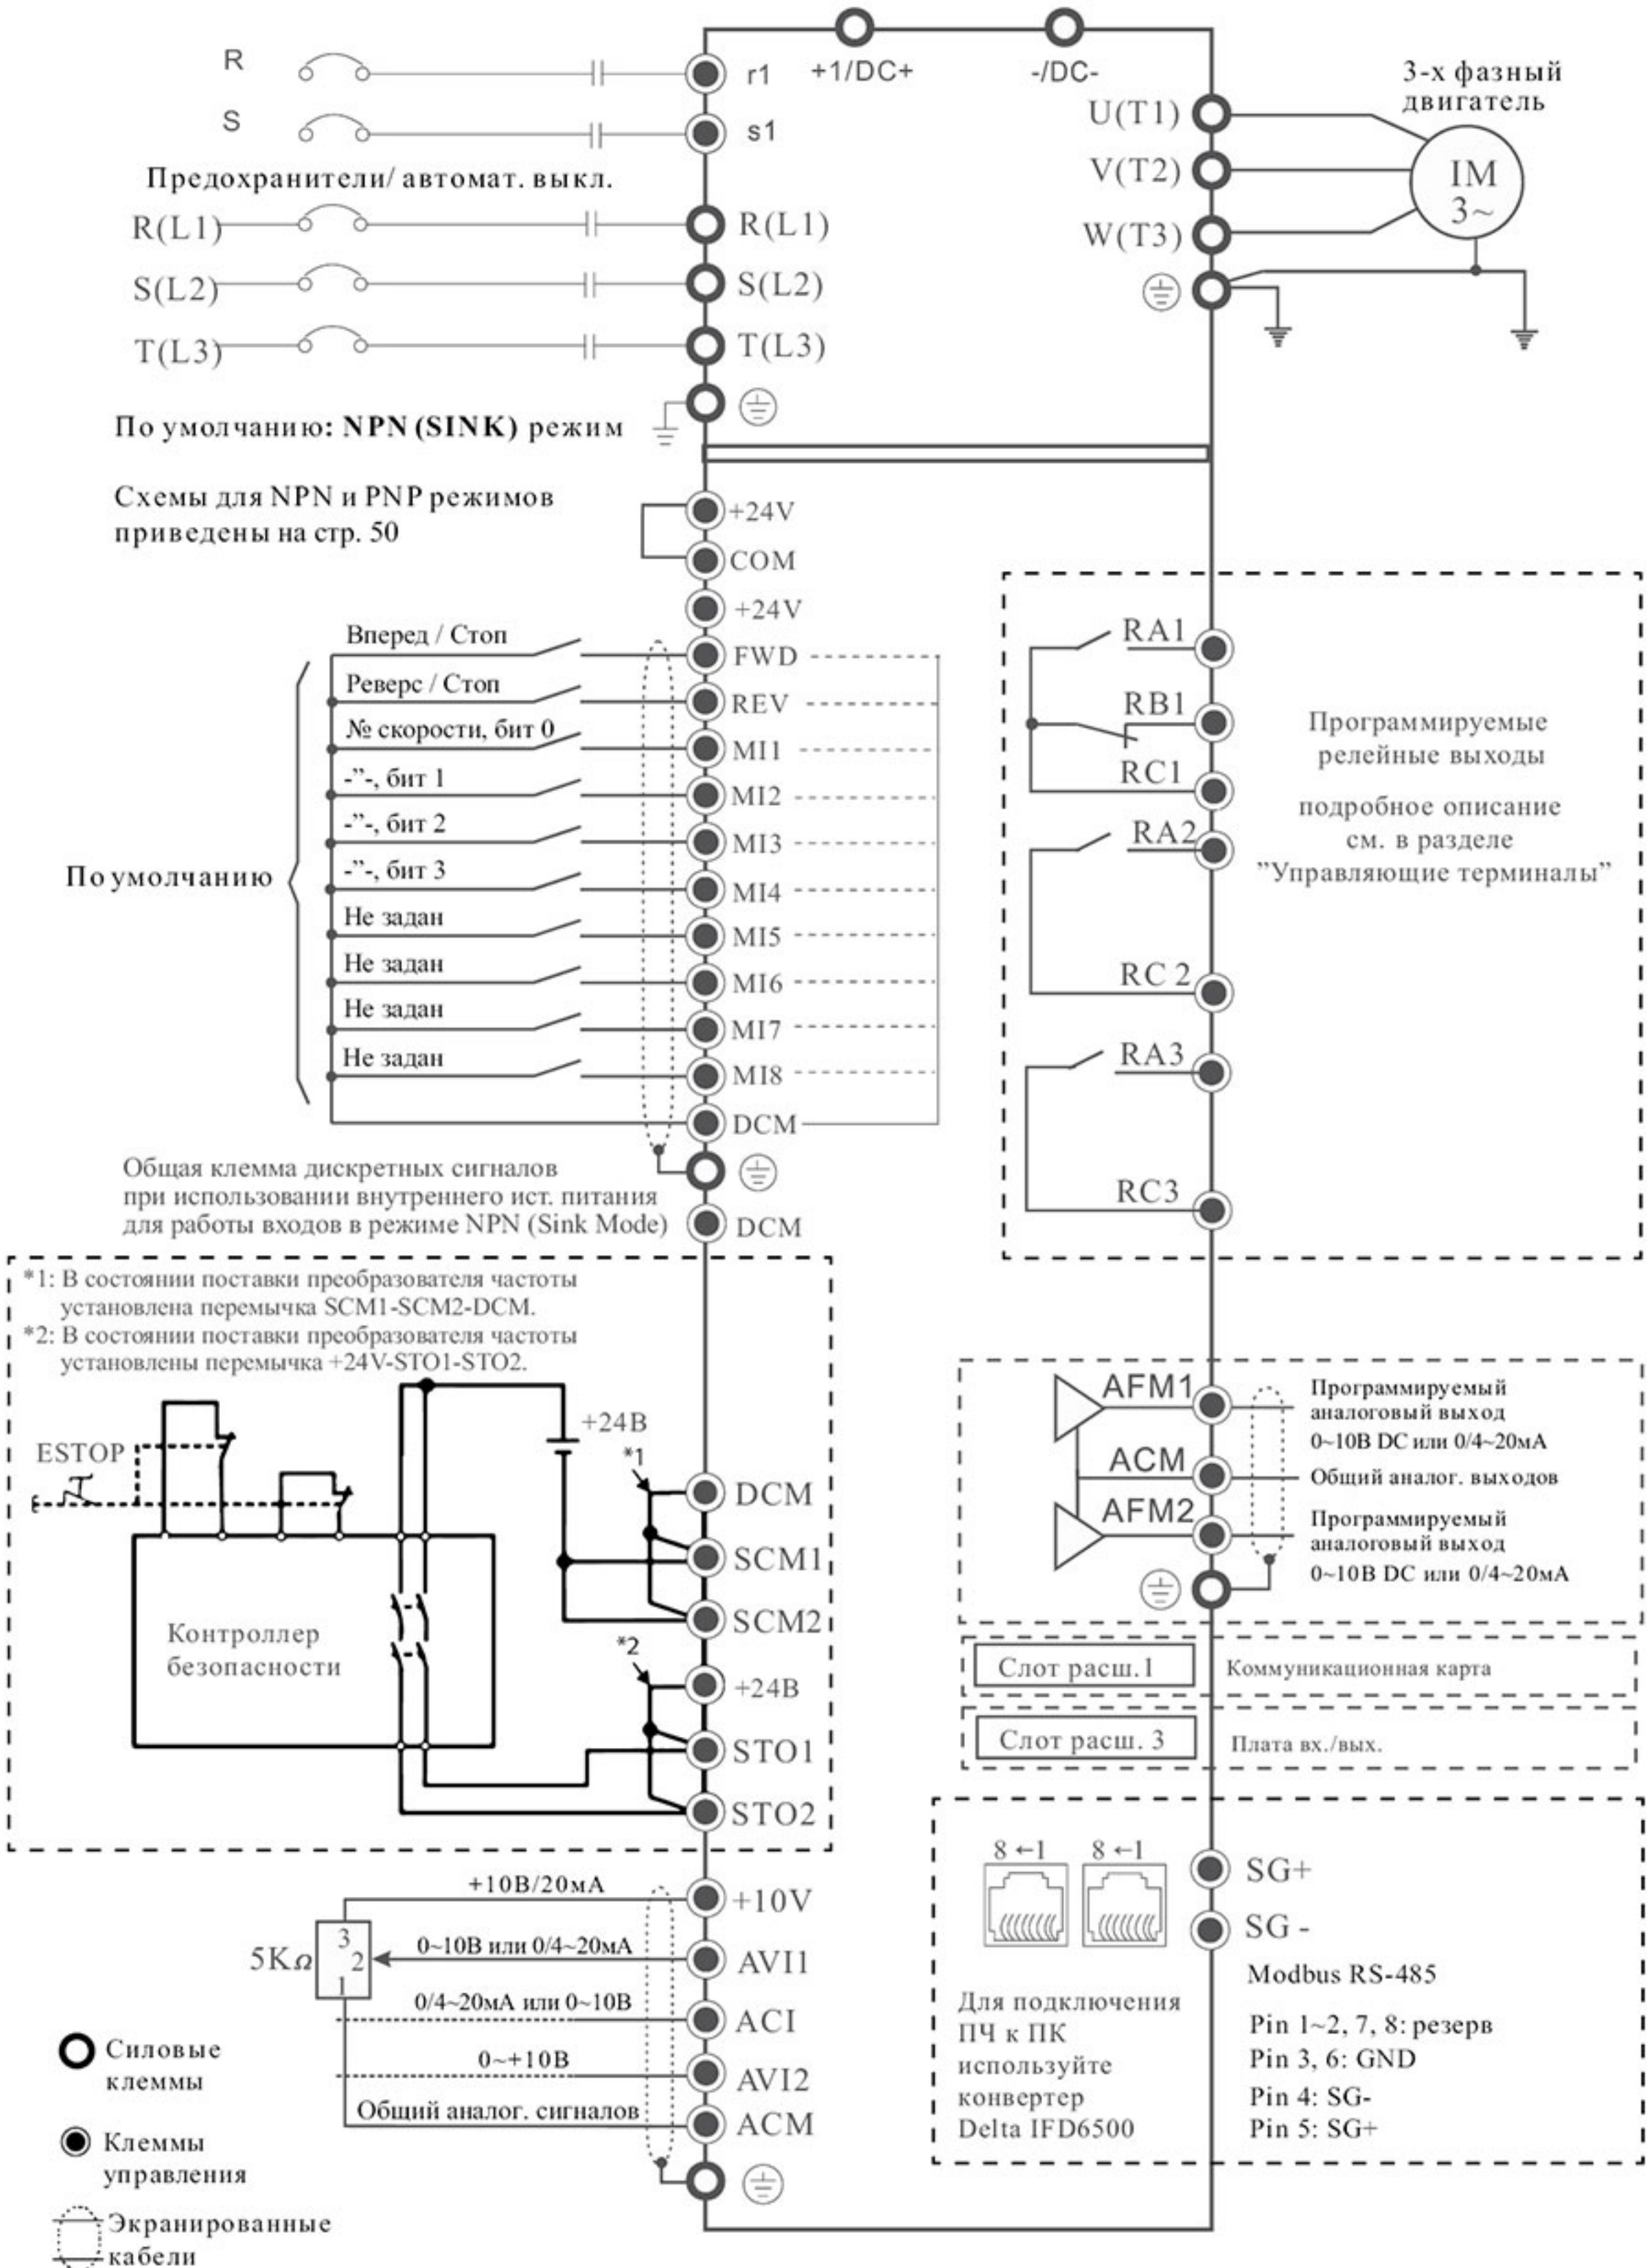 R
r1
+1/DC+
-/DC-
S
s1
Предохранители/ автомат. выкл.
R(L1)
R(L1)
S(L2)
S(L2)
T(L3)
T(L3)
U(T1)
V(T2)
W(T3)
3-х фазный
двигатель
IM
3~
По умолчанию: NPN (SINK) режим
Схемы для NPN и PNP режимов
приведены на стр. 50
+24V
COM
+24V
По умолчанию
Вперед / Стоп
FWD
Реверс / Стоп
REV
№ скорости, бит 0
MI1
-”-, бит 1
MI2
-”-, бит 2
MI3
-”-, бит 3
MI4
Не задан
MI5
Не задан
MI6
Не задан
MI7
Не задан
MI8
DCM
Общая клемма дискретных сигналов
при использовании внутреннего ист. питания
для работы входов в режиме NPN (Sink Mode)
DCM
RA1
RB1
RC1
RA2
RC 2
RA3
RC3
Программируемые
релейные выходы
подробное описание
см. в разделе
”Управляющие терминалы”
*1: В состоянии поставки преобразователя частоты
установлена перемычка SCM1-SCM2-DCM.
*2: В состоянии поставки преобразователя частоты
установлены перемычка +24V-STO1-STO2.
ESTOP
+24В
*1
DCM
SCM1
SCM2
*2
+24В
STO1
STO2
Контроллер
безопасности
AFM1
Программируемый
аналоговый выход
0~10В DC или 0/4~20мА
ACM
Общий аналог. выходов
AFM2
Программируемый
аналоговый выход
0~10В DC или 0/4~20мА
Слот расш.1
Коммуникационная карта
Слот расш. 3
Плата вх./вых.
8 ←1
8 ←1
SG+
SG -
Modbus RS-485
Pin 1~2, 7, 8: резерв
Pin 3, 6: GND
Pin 4: SG-
Pin 5: SG+
Для подключения
ПЧ к ПК
используйте
конвертер
Delta IFD6500
+10В/20мА
+10V
5KΩ
3
2
1
0~10В или 0/4~20мА
AVI1
0/4~20мА или 0~10В
ACI
0~+10В
AVI2
Общий аналог. сигналов
ACM
Силовые
клеммы
Клеммы
управления
Экранированные
кабели